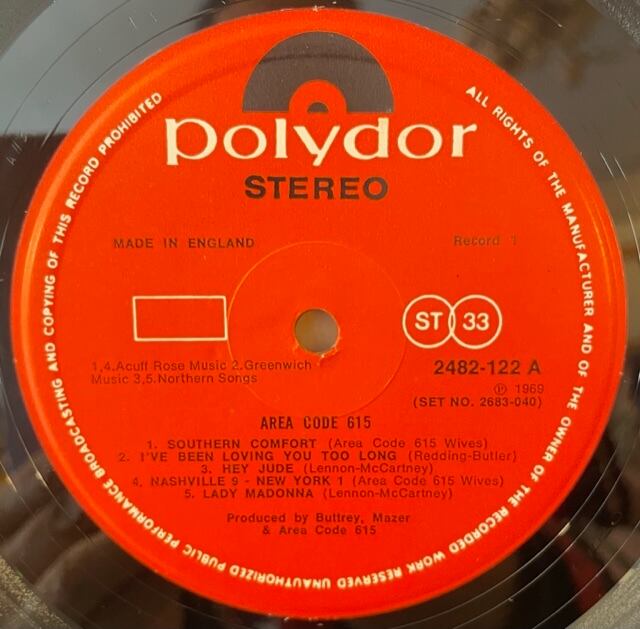 polydor
STEREO
MADE IN ENGLAND
Record 1
ST 33
1,4.Acuff Rose Music 2.Greenwich
Music 3,5.Northern Songs
2482-122 A
℗ 1969
(SET NO. 2683-040)
AREA CODE 615
1. SOUTHERN COMFORT (Area Code 615 Wives)
2. I'VE BEEN LOVING YOU TOO LONG (Redding-Butler)
3. HEY JUDE (Lennon-McCartney)
4. NASHVILLE 9 - NEW YORK 1 (Area Code 615 Wives)
5. LADY MADONNA (Lennon-McCartney)
Produced by Buttrey, Mazer
& Area Code 615
ALL RIGHTS OF THE MANUFACTURER AND OF THE OWNER OF THE RECORDED WORK RESERVED UNAUTHORIZED PUBLIC PERFORMANCE BROADCASTING AND COPYING OF THIS RECORD PROHIBITED